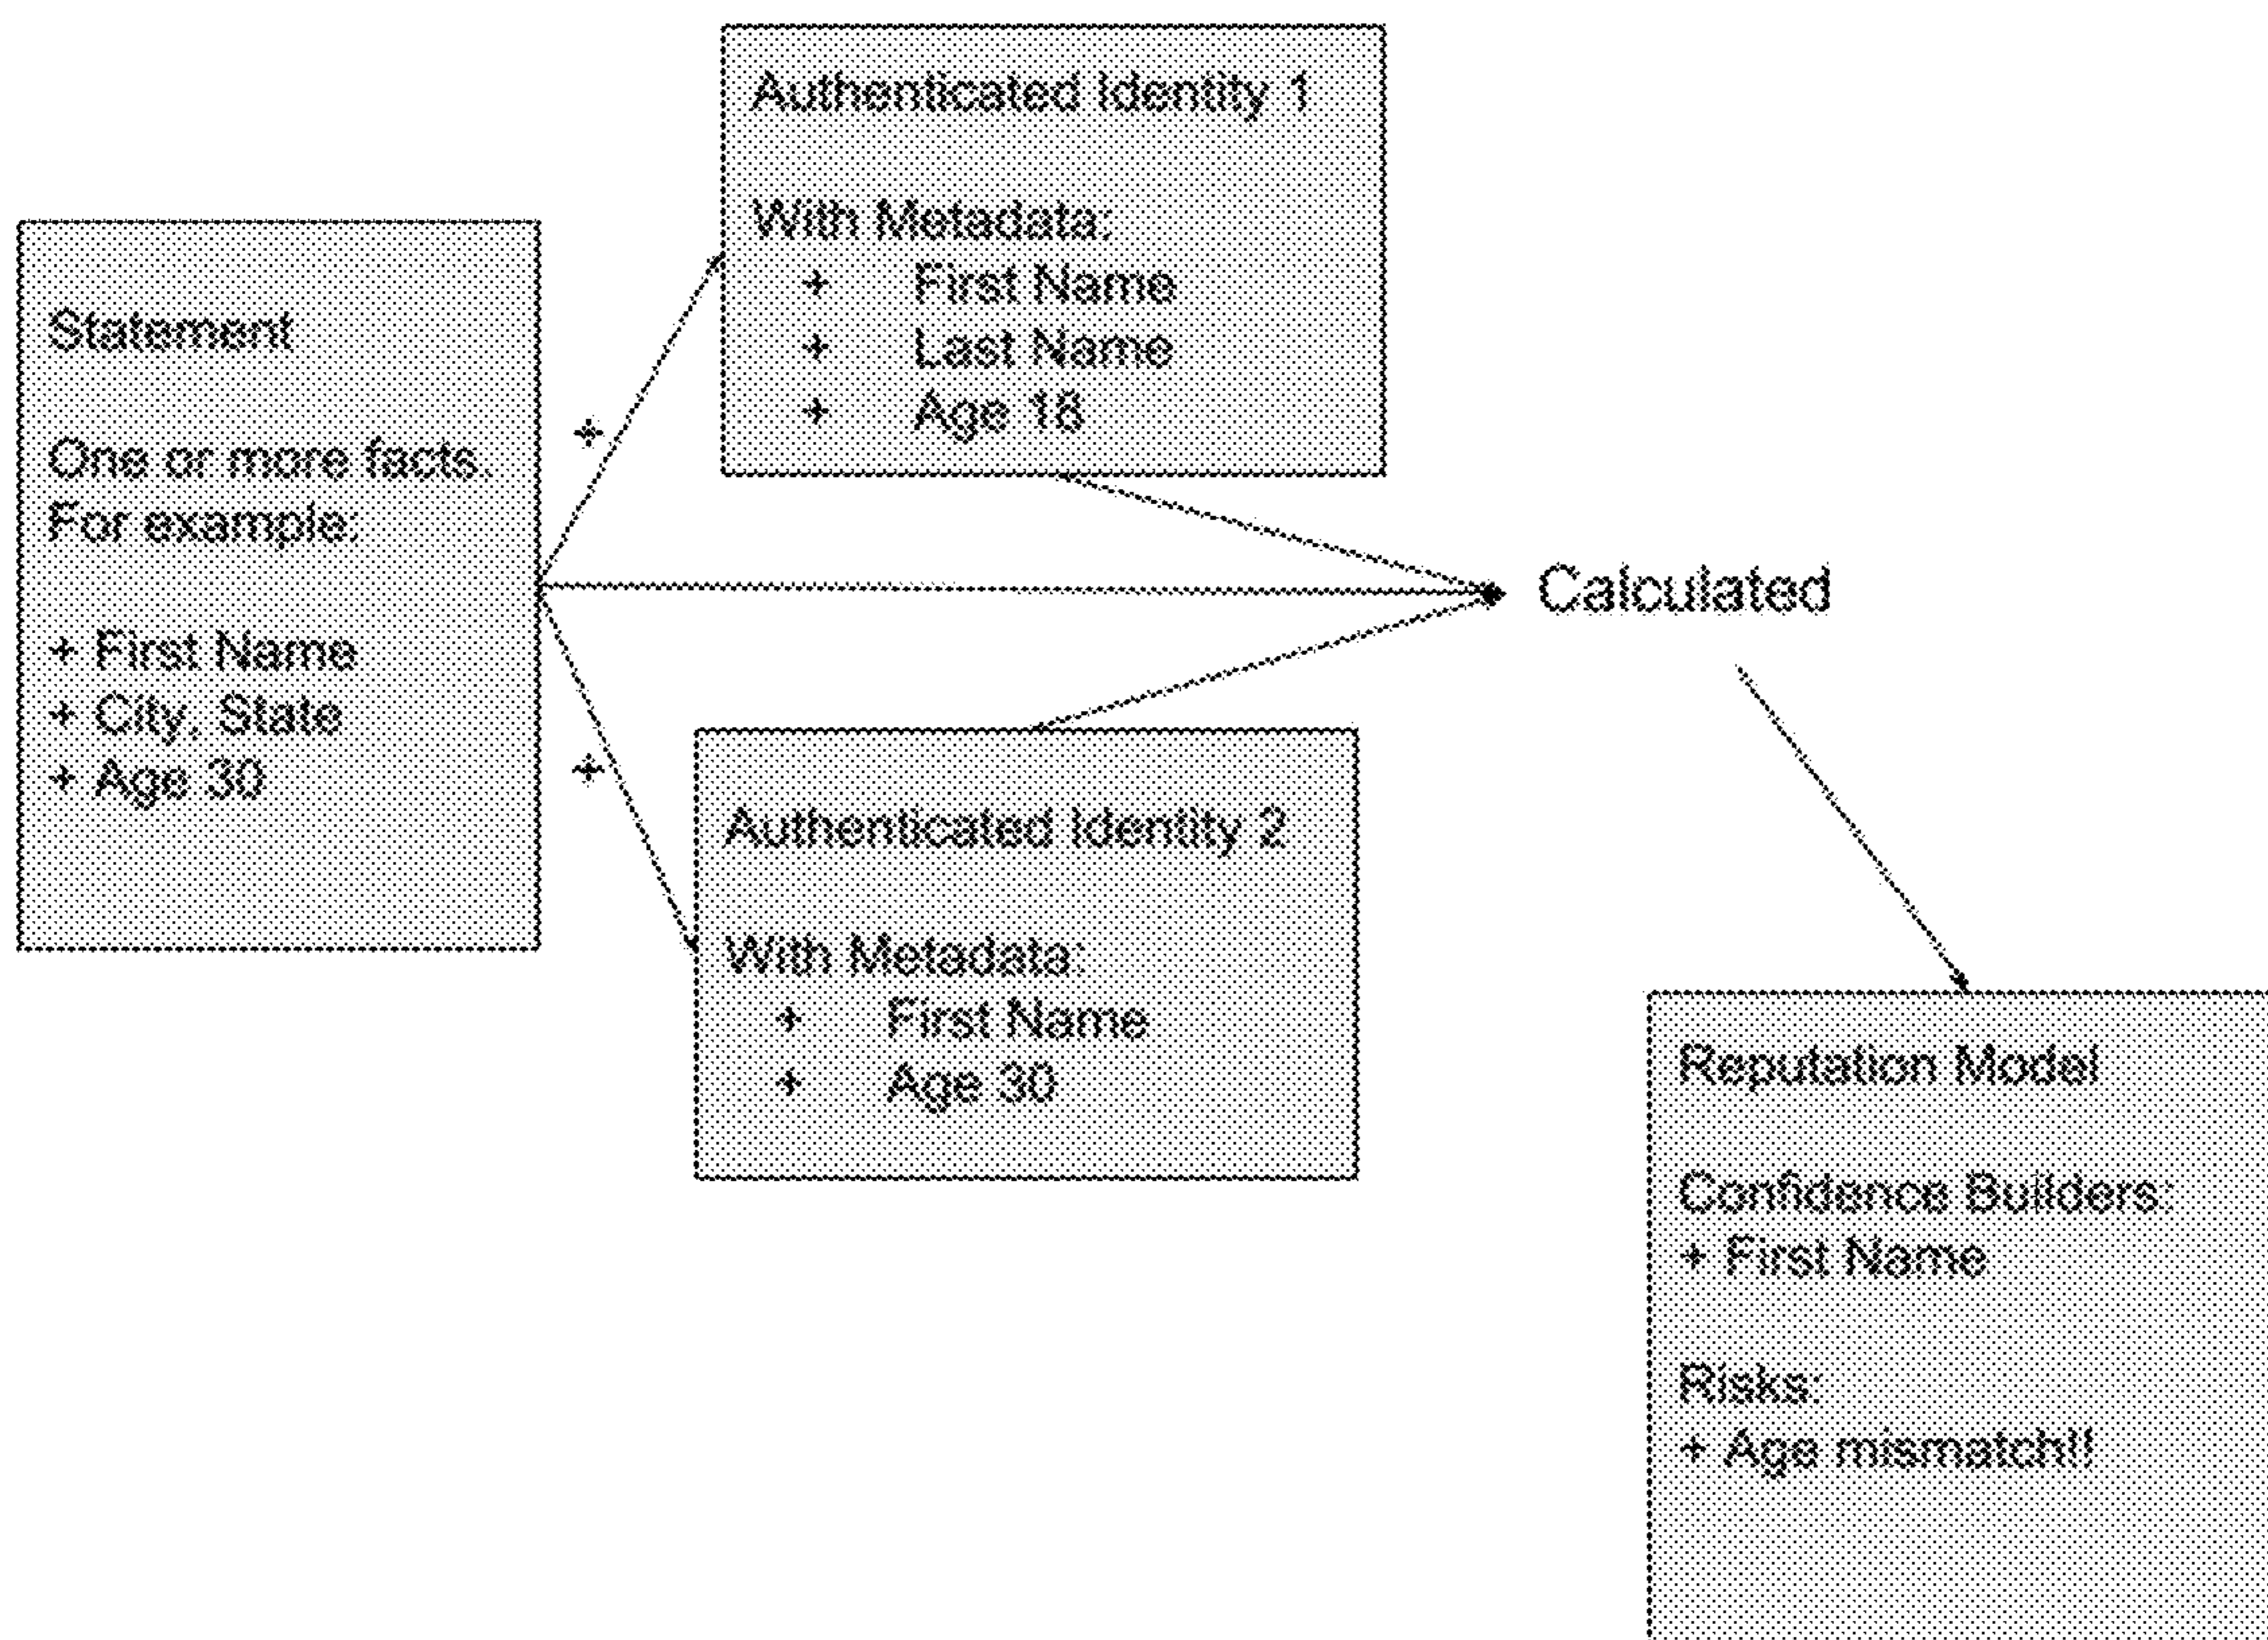 Authenticated Identity 1
With Metadata:
+ First Name
+ Last Name
+ Age 18
Statement
One or more facts.
For example:
+ First Name
+ City, State
+ Age 30
+
+
Calculated
Authenticated Identity 2
With Metadata:
+ First Name
+ Age 30
Reputation Model
Confidence Builders:
+ First Name
Risks:
+ Age mismatch!!